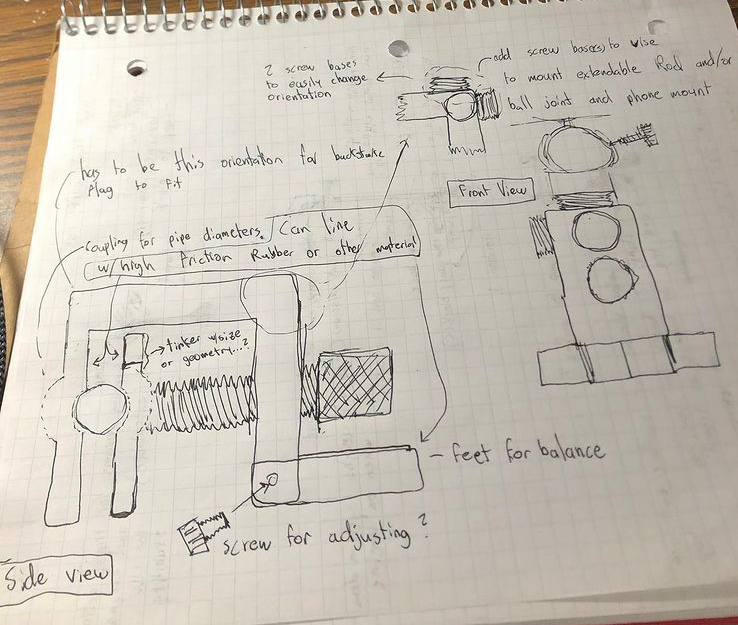 2 screw bases
to easily change
orientation
add screw base(s) to vise
to mount extendable Rod and/or
ball joint and phone mount
Front View
has to be this orientation for backstroke
flag to fit
coupling for pipe diameters. Can line
w/ high friction Rubber or other material
tinker w/size
or geometry...?
feet for balance
screw for adjusting?
Side view